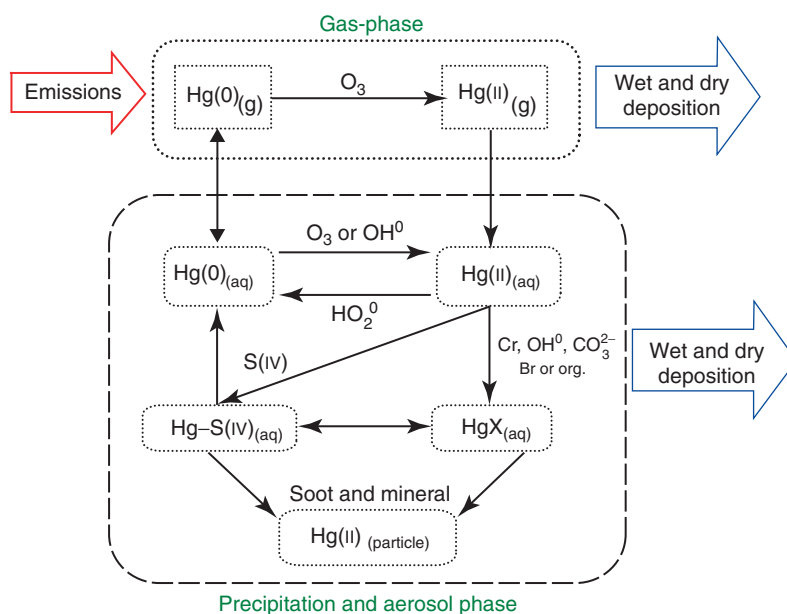 Gas-phase
Emissions
Hg(0)(g)
O₃
Hg(II)(g)
Wet and dry
deposition
O₃ or OH⁰
Hg(0)(aq)
Hg(II)(aq)
HO₂⁰
S(IV)
Cr, OH⁰, CO₃²⁻
Br or org.
Wet and dry
deposition
Hg–S(IV)(aq)
HgX(aq)
Soot and mineral
Hg(II) (particle)
Precipitation and aerosol phase